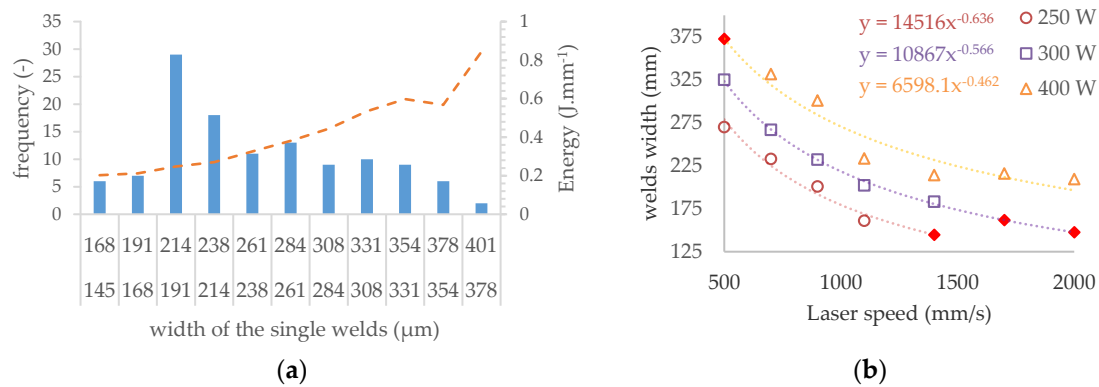 35
30
25
20
15
10
5
0
frequency (-)
1
0.8
0.6
0.4
0.2
0
Energy (J.mm-1)
168 191 214 238 261 284 308 331 354 378 401
145 168 191 214 238 261 284 308 331 354 378
width of the single welds (μm)
(a)
y = 14516x-0.636
y = 10867x-0.566
y = 6598.1x-0.462
250 W
300 W
400 W
375
325
275
225
175
125
welds width (mm)
500 1000 1500 2000
Laser speed (mm/s)
(b)